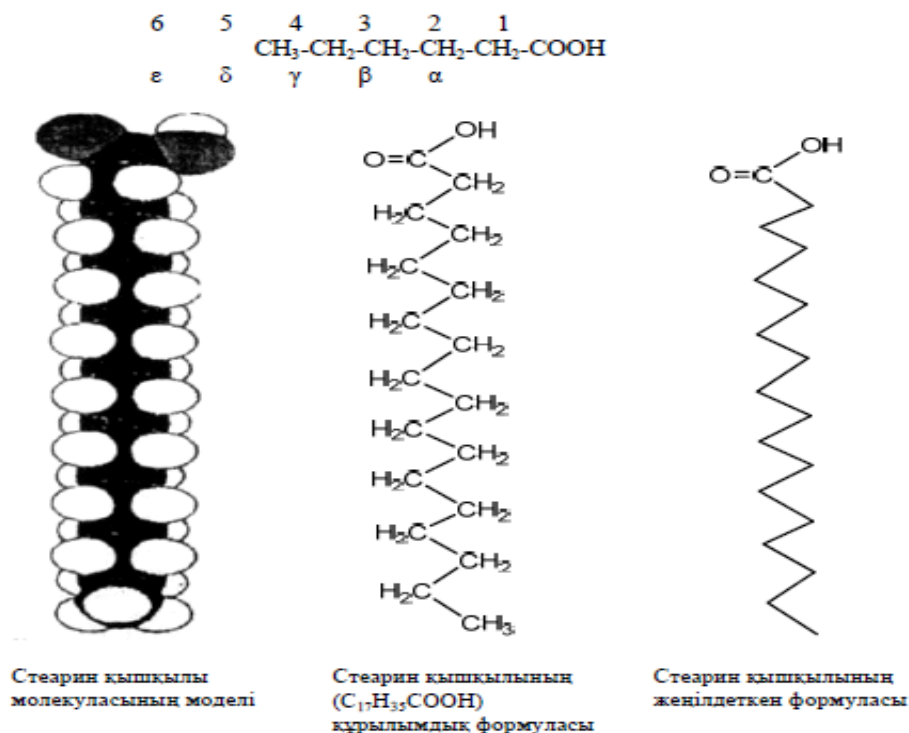 6 5 4 3 2 1
CH₃-CH₂-CH₂-CH₂-CH₂-COOH
ε δ γ β α
OH
O=C
CH₂
H₂C
CH₂
H₂C
CH₂
H₂C
CH₂
H₂C
CH₂
H₂C
CH₂
H₂C
CH₂
H₂C
CH₂
H₂C
CH₃
OH
O=C
Стеарин қышқылы
молекуласының моделі
Стеарин қышқылының
(C₁₇H₃₅COOH)
құрылымдық формуласы
Стеарин қышқылының
жеңілдеткен формуласы